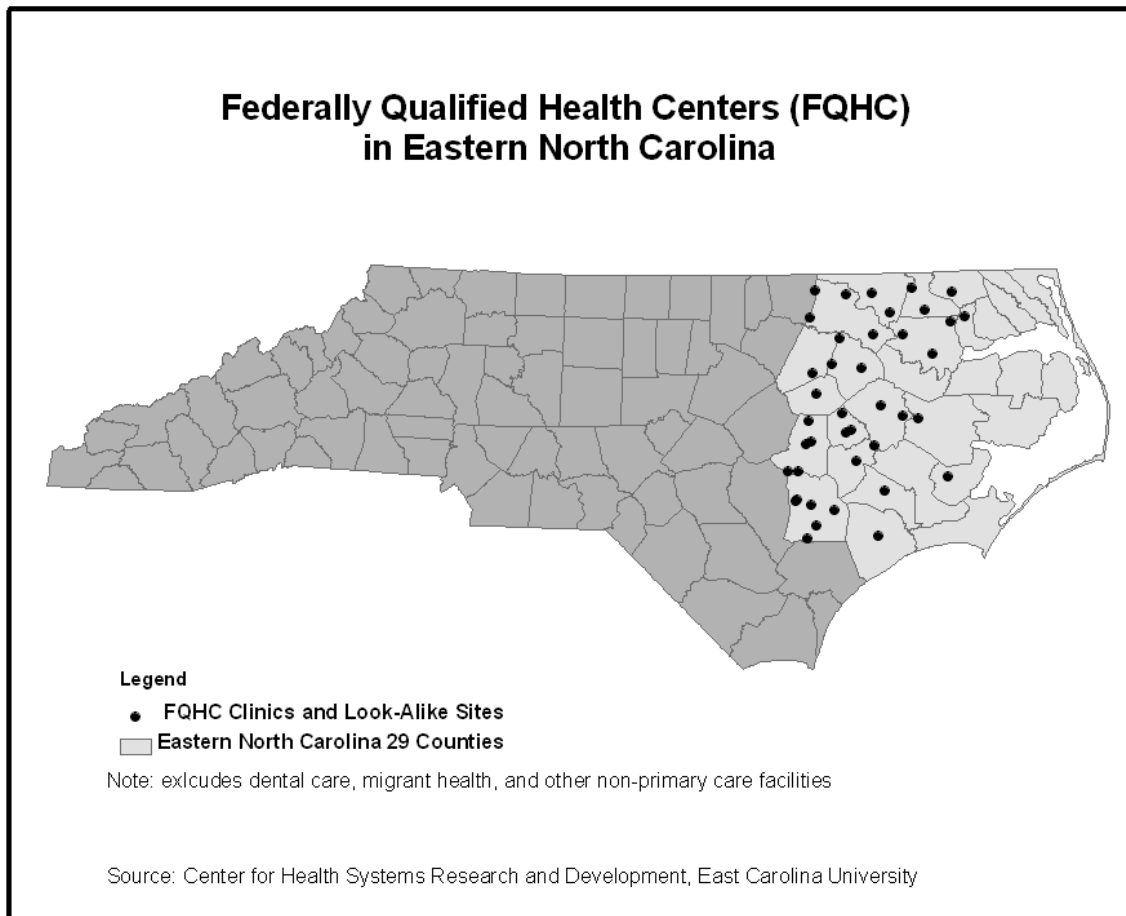 Federally Qualified Health Centers (FQHC)
in Eastern North Carolina
Legend
FQHC Clinics and Look-Alike Sites
Eastern North Carolina 29 Counties
Note: exlcudes dental care, migrant health, and other non-primary care facilities
Source: Center for Health Systems Research and Development, East Carolina University